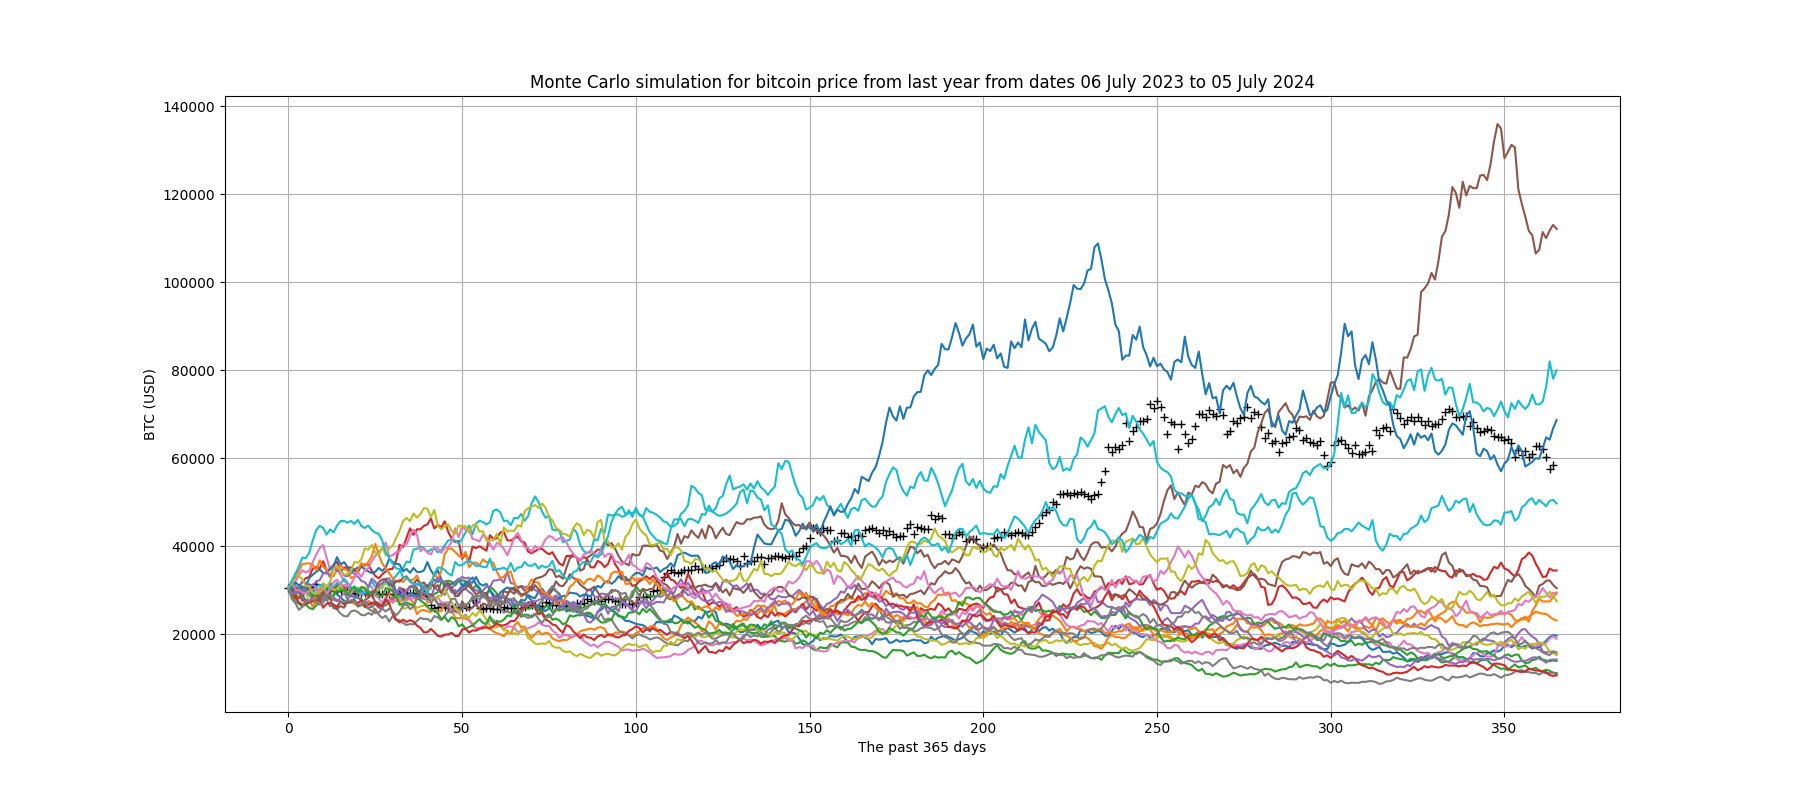 Monte Carlo simulation for bitcoin price from last year from dates 06 July 2023 to 05 July 2024
140000
120000
100000
80000
60000
40000
20000
BTC (USD)
0 50 100 150 200 250 300 350
The past 365 days